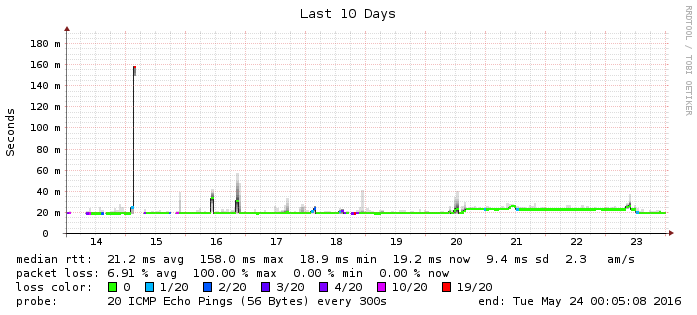 Last 10 Days
RRDTOOL / TOBI OETIKER
Seconds
180 m
160 m
140 m
120 m
100 m
80 m
60 m
40 m
20 m
0
14 15 16 17 18 19 20 21 22 23
median rtt: 21.2 ms avg 158.0 ms max 18.9 ms min 19.2 ms now 9.4 ms sd 2.3 am/s
packet loss: 6.91 % avg 100.00 % max 0.00 % min 0.00 % now
loss color: 0 1/20 2/20 3/20 4/20 10/20 19/20
probe: 20 ICMP Echo Pings (56 Bytes) every 300s end: Tue May 24 00:05:08 2016